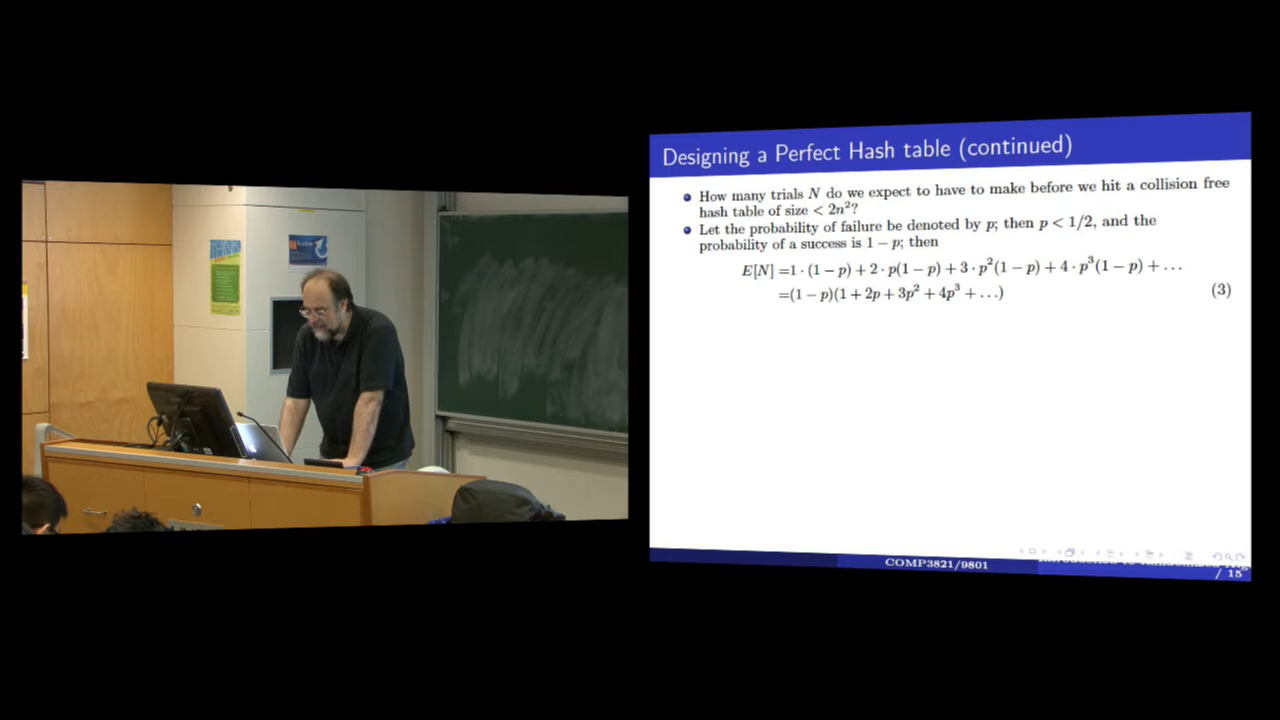 Designing a Perfect Hash table (continued)
How many trials N do we expect to have to make before we hit a collision free
hash table of size < 2n²?
Let the probability of failure be denoted by p; then p < 1/2, and the
probability of a success is 1 − p; then
E[N] =1 · (1 − p) + 2 · p(1 − p) + 3 · p²(1 − p) + 4 · p³(1 − p) + . . .
=(1 − p)(1 + 2p + 3p² + 4p³ + . . .) (3)
COMP3821/9801
/ 15